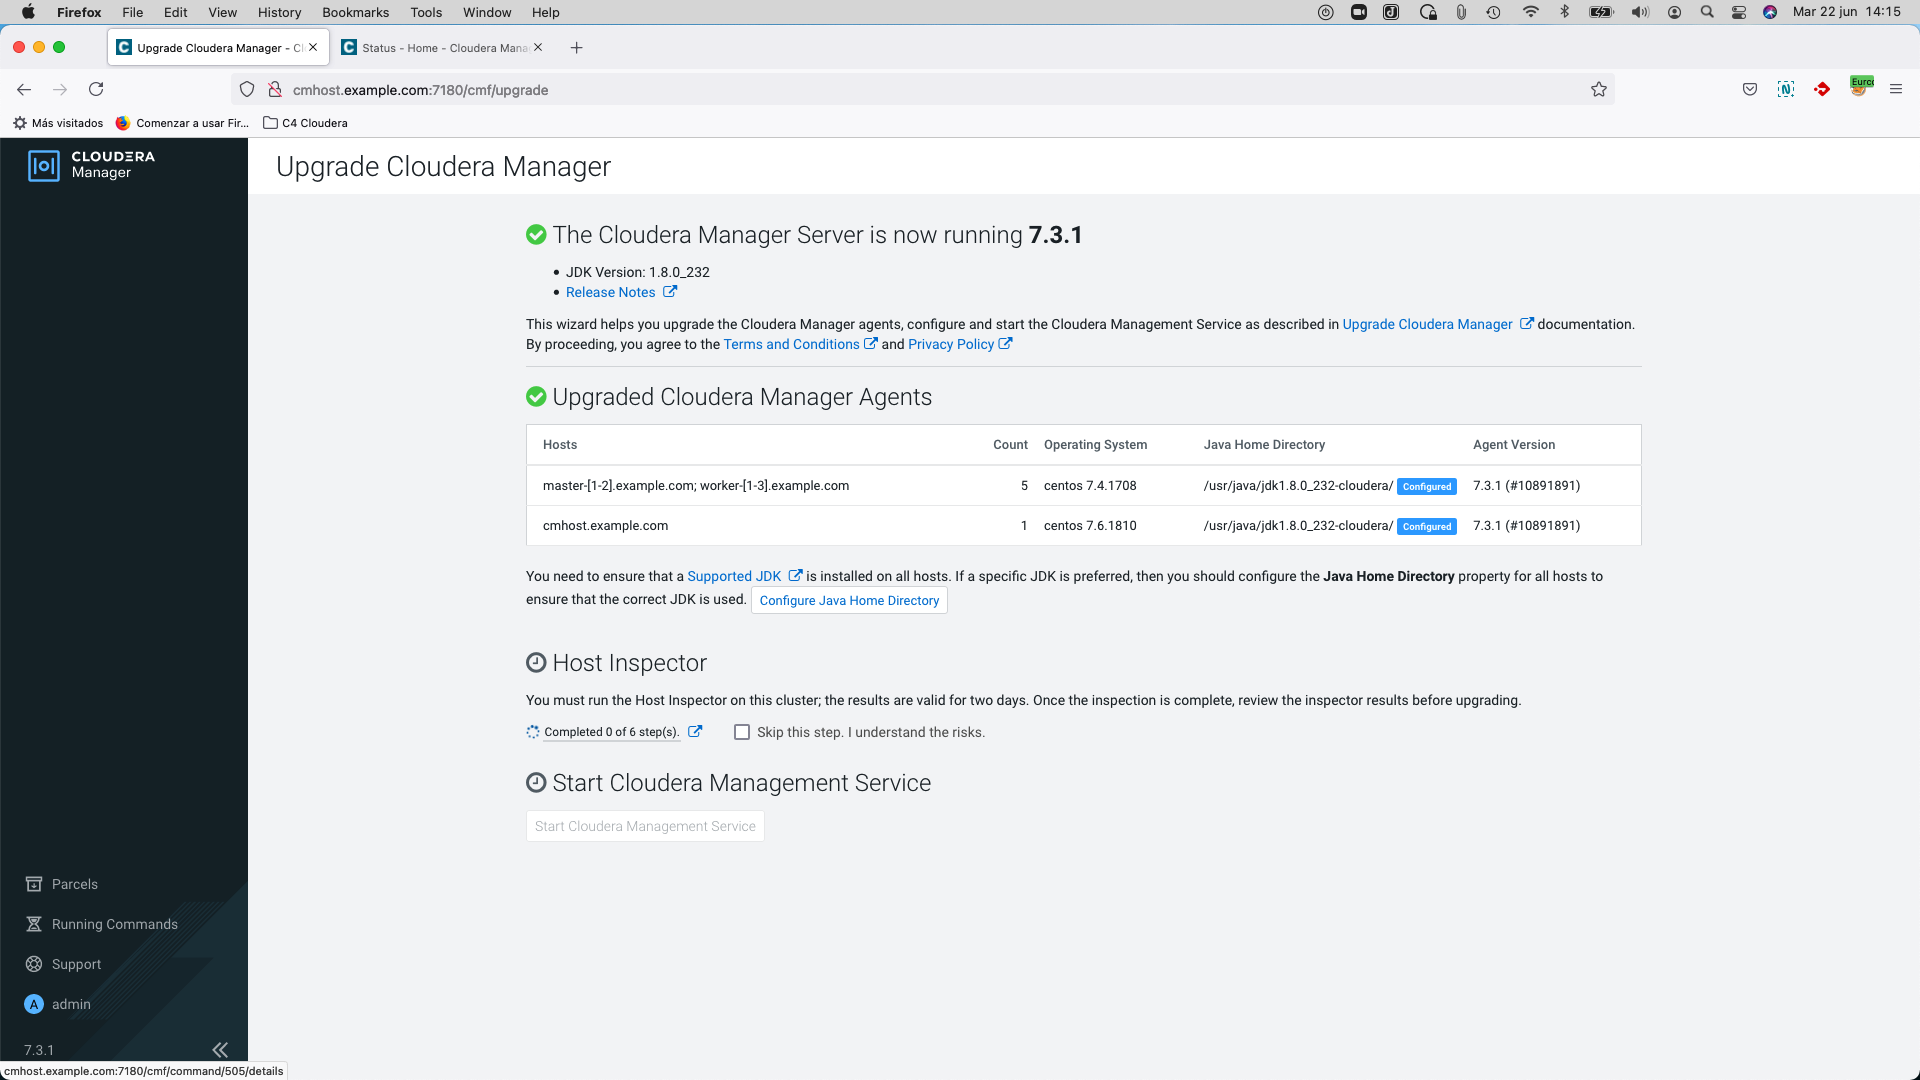 Firefox File Edit View History Bookmarks Tools Window Help Mar 22 jun 14:15
Upgrade Cloudera Manager - Cl Status - Home - Cloudera Mana
cmhost.example.com:7180/cmf/upgrade
Más visitados Comenzar a usar Fir... C4 Cloudera
CLOUDERA
Manager
Upgrade Cloudera Manager
The Cloudera Manager Server is now running 7.3.1
JDK Version: 1.8.0_232
Release Notes
This wizard helps you upgrade the Cloudera Manager agents, configure and start the Cloudera Management Service as described in Upgrade Cloudera Manager documentation.
By proceeding, you agree to the Terms and Conditions and Privacy Policy
Upgraded Cloudera Manager Agents
Hosts Count Operating System Java Home Directory Agent Version
master-[1-2].example.com; worker-[1-3].example.com 5 centos 7.4.1708 /usr/java/jdk1.8.0_232-cloudera/ Configured 7.3.1 (#10891891)
cmhost.example.com 1 centos 7.6.1810 /usr/java/jdk1.8.0_232-cloudera/ Configured 7.3.1 (#10891891)
You need to ensure that a Supported JDK is installed on all hosts. If a specific JDK is preferred, then you should configure the Java Home Directory property for all hosts to
ensure that the correct JDK is used. Configure Java Home Directory
Host Inspector
You must run the Host Inspector on this cluster; the results are valid for two days. Once the inspection is complete, review the inspector results before upgrading.
Completed 0 of 6 step(s). Skip this step. I understand the risks.
Start Cloudera Management Service
Start Cloudera Management Service
Parcels
Running Commands
Support
A admin
7.3.1
cmhost.example.com:7180/cmf/command/505/details